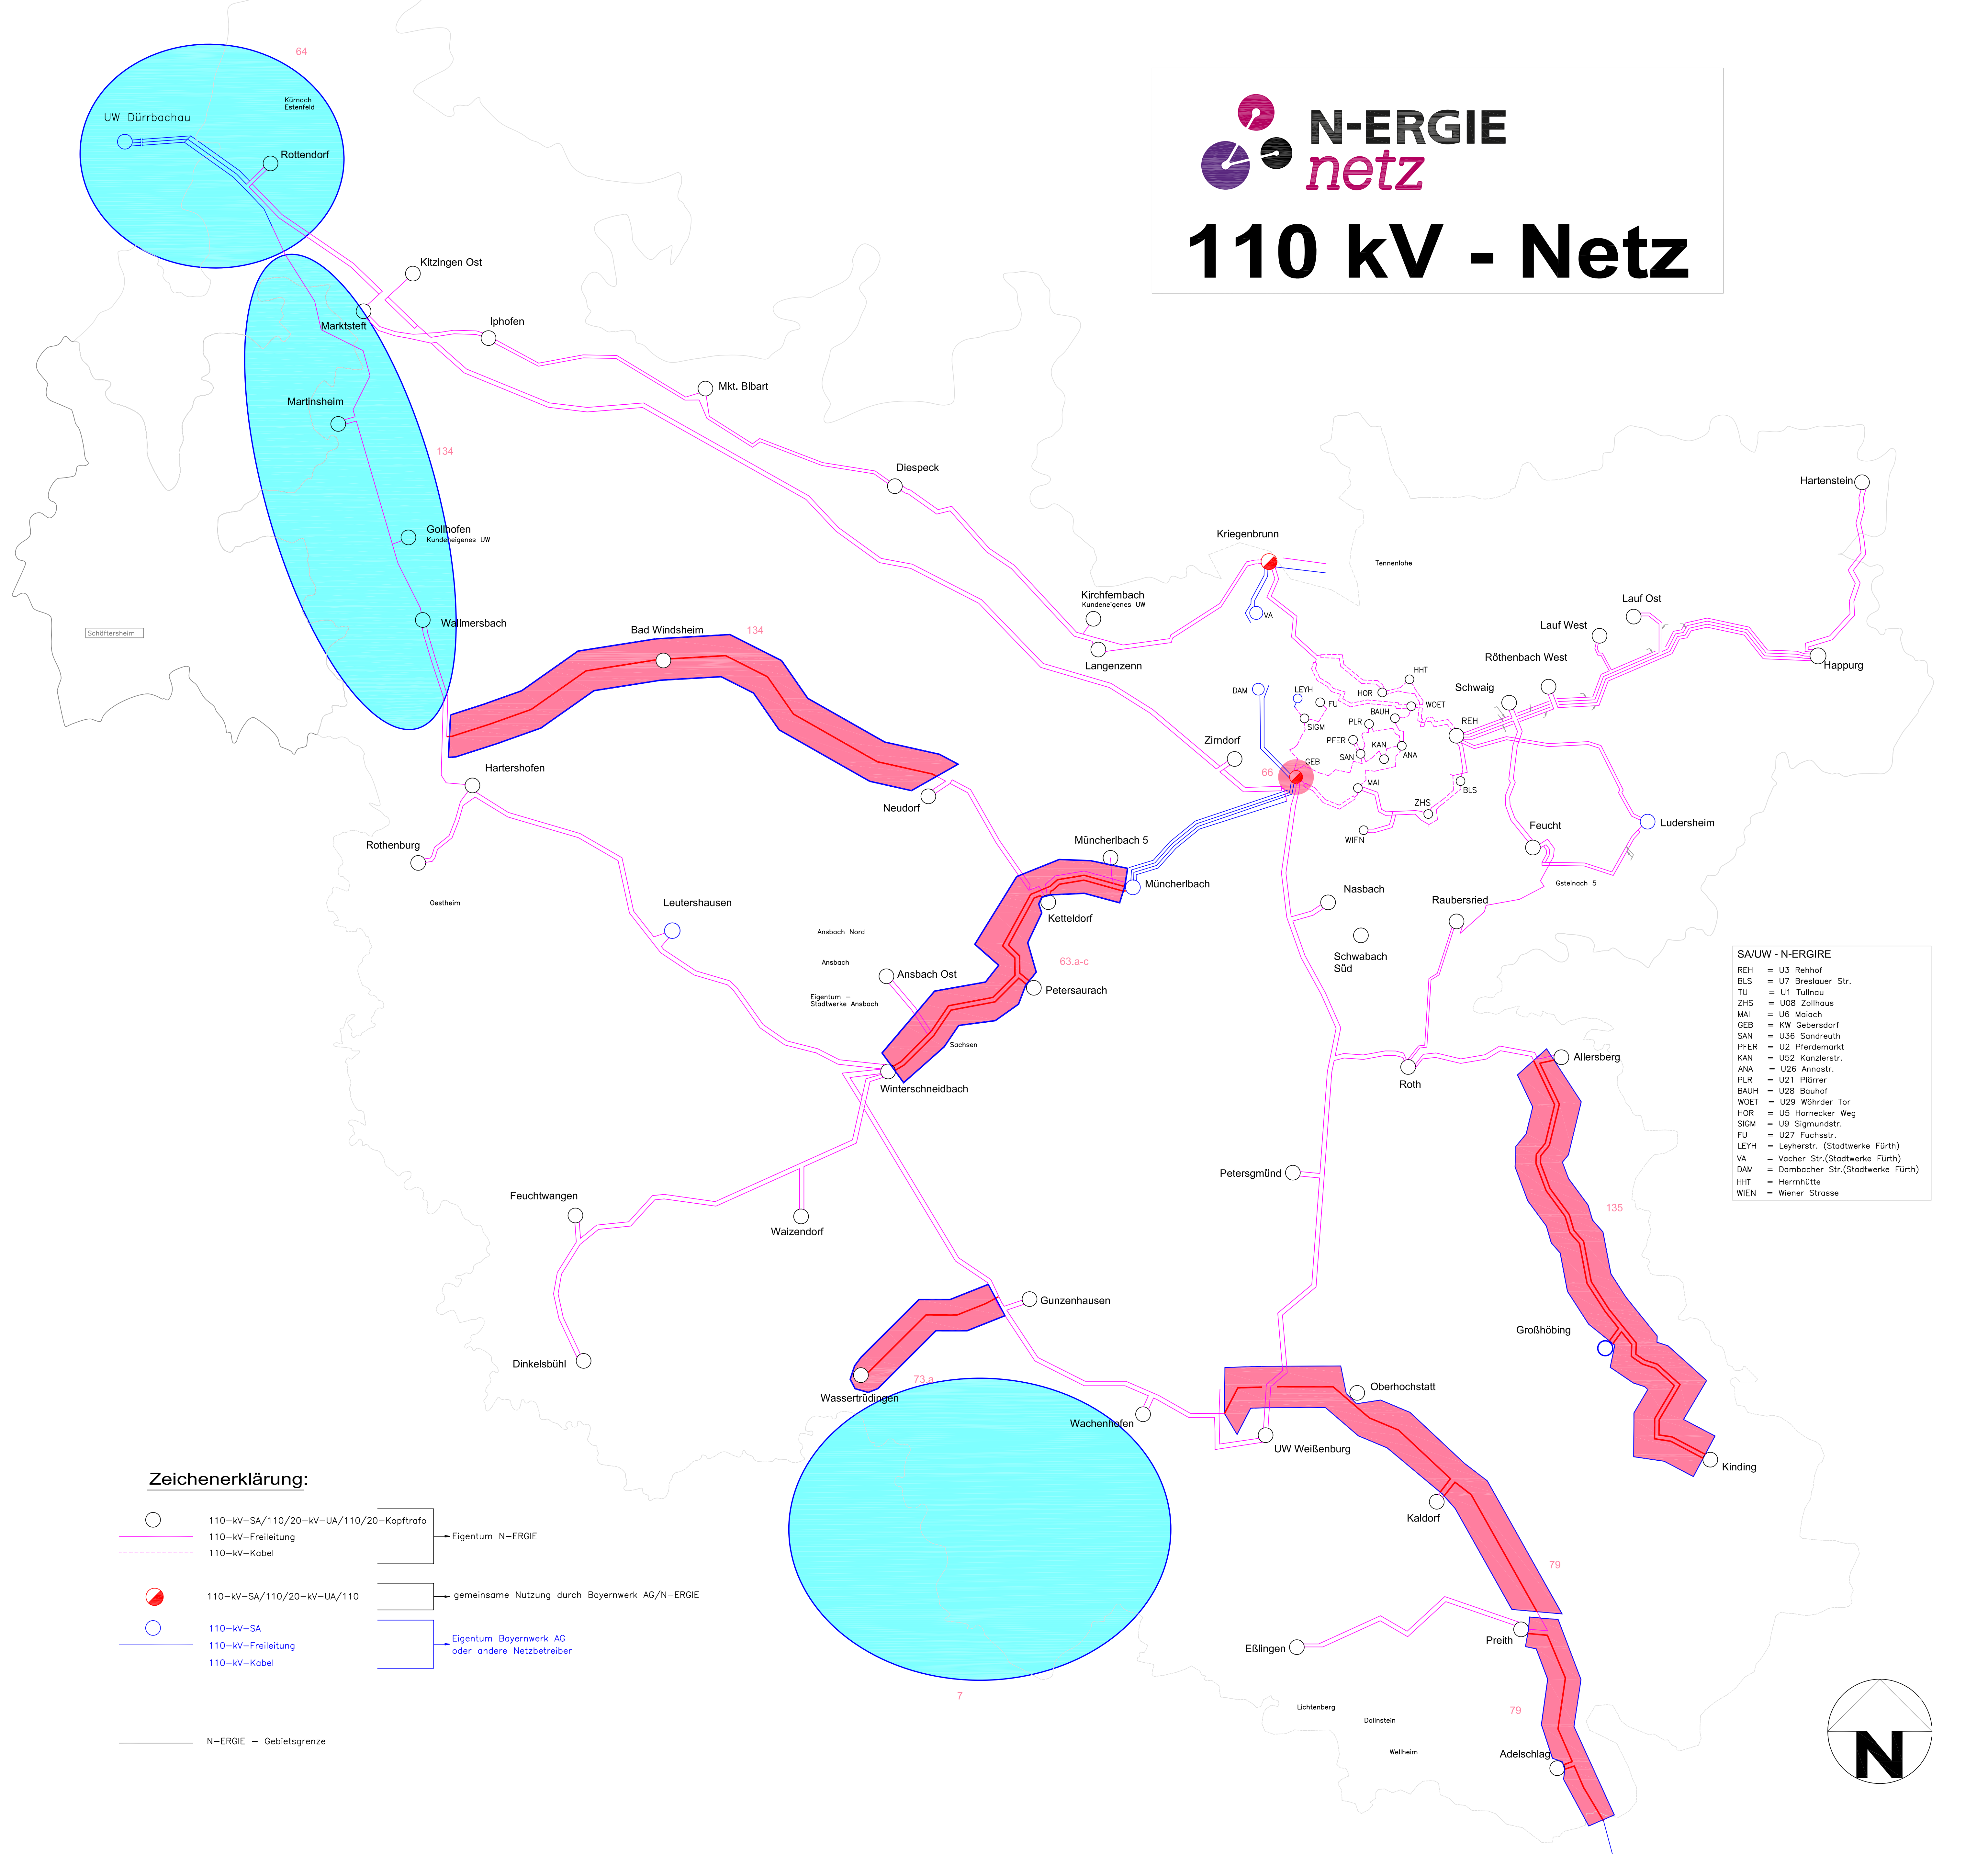 N-ERGIE
netz
110 kV - Netz
64
Kürnach
Estenfeld
UW Dürrbachau
Rottendorf
Kitzingen Ost
Marktsteft
Iphofen
Mkt. Bibart
Martinsheim
134
Diespeck
Hartenstein
Gollhofen
Kundeneigenes UW
Kriegenbrunn
Tennenlohe
Kirchfembach
Kundeneigenes UW
VA
Lauf Ost
Wallmersbach
Bad Windsheim
134
Lauf West
Schäftersheim
Langenzenn
Röthenbach West
Happurg
HHT
Schwaig
DAM
LEYH
HOR
FU
WOET
BAUH
SIGM
PLR
REH
Zirndorf
PFER
KAN
SAN
ANA
GEB
66
Hartershofen
MAI
BLS
Neudorf
ZHS
Ludersheim
WIEN
Feucht
Rothenburg
Müncherlbach 5
Müncherlbach
Gsteinach 5
Nasbach
Oestheim
Leutershausen
Raubersried
Ketteldorf
Ansbach Nord
Schwabach
Süd
Ansbach
63.a-c
Ansbach Ost
Petersaurach
Eigentum –
Stadtwerke Ansbach
Sachsen
Allersberg
Winterschneidbach
Roth
SA/UW - N-ERGIRE
REH = U3 Rehhof
BLS = U7 Breslauer Str.
TU = U1 Tullnau
ZHS = U08 Zollhaus
MAI = U6 Maiach
GEB = KW Gebersdorf
SAN = U36 Sandreuth
PFER = U2 Pferdemarkt
KAN = U52 Kanzlerstr.
ANA = U26 Annastr.
PLR = U21 Plärrer
BAUH = U28 Bauhof
WOET = U29 Wöhrder Tor
HOR = U5 Hornecker Weg
SIGM = U9 Sigmundstr.
FU = U27 Fuchsstr.
LEYH = Leyherstr. (Stadtwerke Fürth)
VA = Vacher Str.(Stadtwerke Fürth)
DAM = Dambacher Str.(Stadtwerke Fürth)
HHT = Herrnhütte
WIEN = Wiener Strasse
Petersgmünd
Feuchtwangen
135
Waizendorf
Gunzenhausen
Großhöbing
Dinkelsbühl
73.a
Wassertrüdingen
Oberhochstatt
Wachenhofen
UW Weißenburg
Kinding
Kaldorf
79
Preith
Eßlingen
7
79
Lichtenberg
Dollnstein
Wellheim
Adelschlag
Zeichenerklärung:
110-kV-SA/110/20-kV-UA/110/20-Kopftrafo
110-kV-Freileitung
Eigentum N-ERGIE
110-kV-Kabel
110-kV-SA/110/20-kV-UA/110
gemeinsame Nutzung durch Bayernwerk AG/N-ERGIE
110-kV-SA
110-kV-Freileitung
110-kV-Kabel
Eigentum Bayernwerk AG
oder andere Netzbetreiber
N-ERGIE – Gebietsgrenze
N